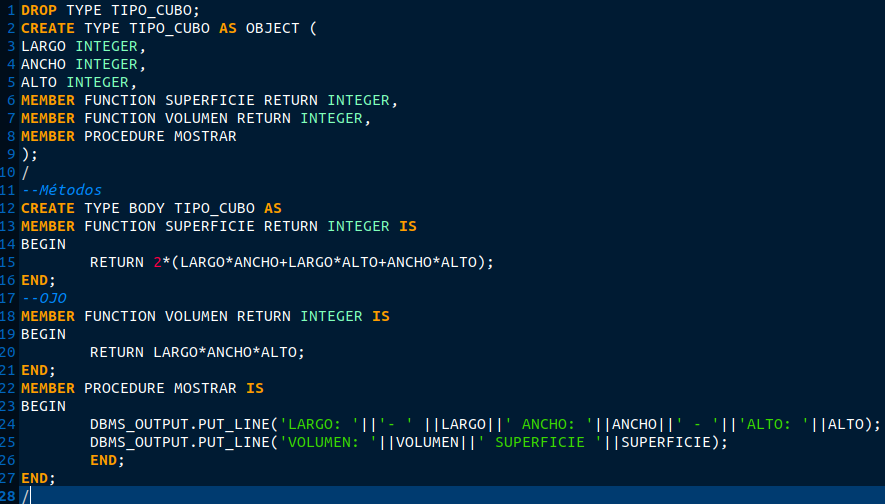 1 DROP TYPE TIPO_CUBO;
2 CREATE TYPE TIPO_CUBO AS OBJECT (
3 LARGO INTEGER,
4 ANCHO INTEGER,
5 ALTO INTEGER,
6 MEMBER FUNCTION SUPERFICIE RETURN INTEGER,
7 MEMBER FUNCTION VOLUMEN RETURN INTEGER,
8 MEMBER PROCEDURE MOSTRAR
9 );
10 /
11 --Métodos
12 CREATE TYPE BODY TIPO_CUBO AS
13 MEMBER FUNCTION SUPERFICIE RETURN INTEGER IS
14 BEGIN
15         RETURN 2*(LARGO*ANCHO+LARGO*ALTO+ANCHO*ALTO);
16 END;
17 --OJO
18 MEMBER FUNCTION VOLUMEN RETURN INTEGER IS
19 BEGIN
20         RETURN LARGO*ANCHO*ALTO;
21 END;
22 MEMBER PROCEDURE MOSTRAR IS
23 BEGIN
24         DBMS_OUTPUT.PUT_LINE('LARGO: '||'- ' ||LARGO||' ANCHO: '||ANCHO||' - '||'ALTO: '||ALTO);
25         DBMS_OUTPUT.PUT_LINE('VOLUMEN: '||VOLUMEN||' SUPERFICIE '||SUPERFICIE);
26         END;
27 END;
28 /